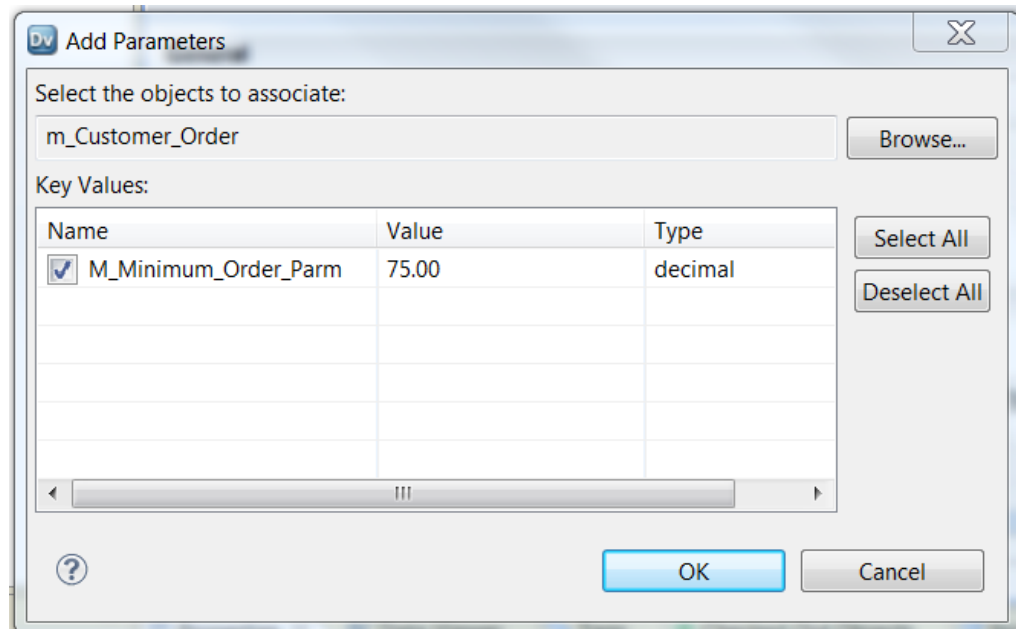 Dv Add Parameters
General
Select the objects to associate:
m_Customer_Order
Browse...
Key Values:
Name Value Type
M_Minimum_Order_Parm 75.00 decimal
Select All
Deselect All
?
OK Cancel